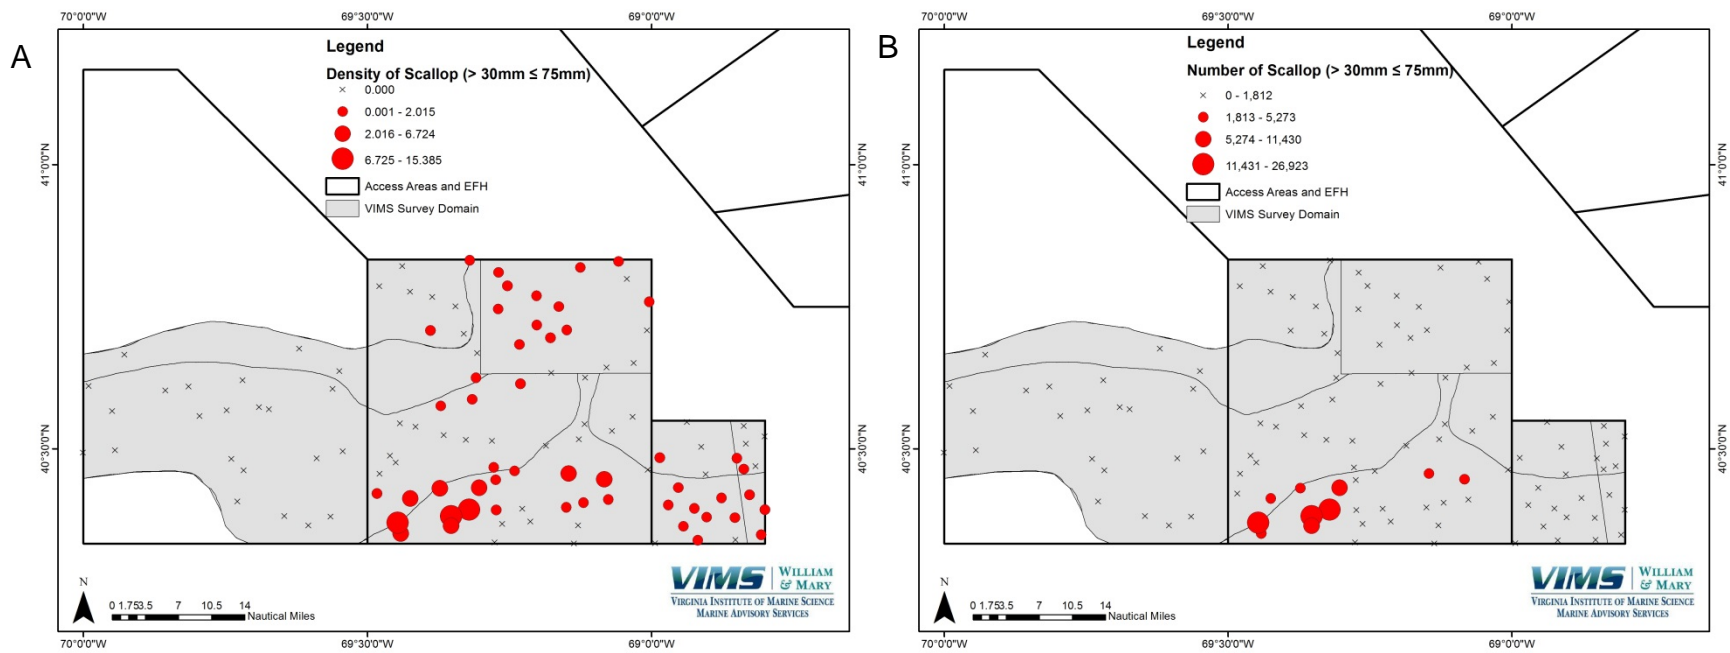 A
70°0'0"W
69°30'0"W
69°0'0"W
Legend
Density of Scallop (> 30mm ≤ 75mm)
0.000
0.001 - 2.015
2.016 - 6.724
6.725 - 15.385
Access Areas and EFH
VIMS Survey Domain
41°0'0"N
41°0'0"N
40°30'0"N
40°30'0"N
N
0 1.75 3.5 7 10.5 14
Nautical Miles
VIMS | WILLIAM & MARY
VIRGINIA INSTITUTE OF MARINE SCIENCE
MARINE ADVISORY SERVICES
70°0'0"W
69°30'0"W
69°0'0"W
B
70°0'0"W
69°30'0"W
69°0'0"W
Legend
Number of Scallop (> 30mm ≤ 75mm)
0 - 1,812
1,813 - 5,273
5,274 - 11,430
11,431 - 26,923
Access Areas and EFH
VIMS Survey Domain
41°0'0"N
41°0'0"N
40°30'0"N
40°30'0"N
N
0 1.75 3.5 7 10.5 14
Nautical Miles
VIMS | WILLIAM & MARY
VIRGINIA INSTITUTE OF MARINE SCIENCE
MARINE ADVISORY SERVICES
70°0'0"W
69°30'0"W
69°0'0"W